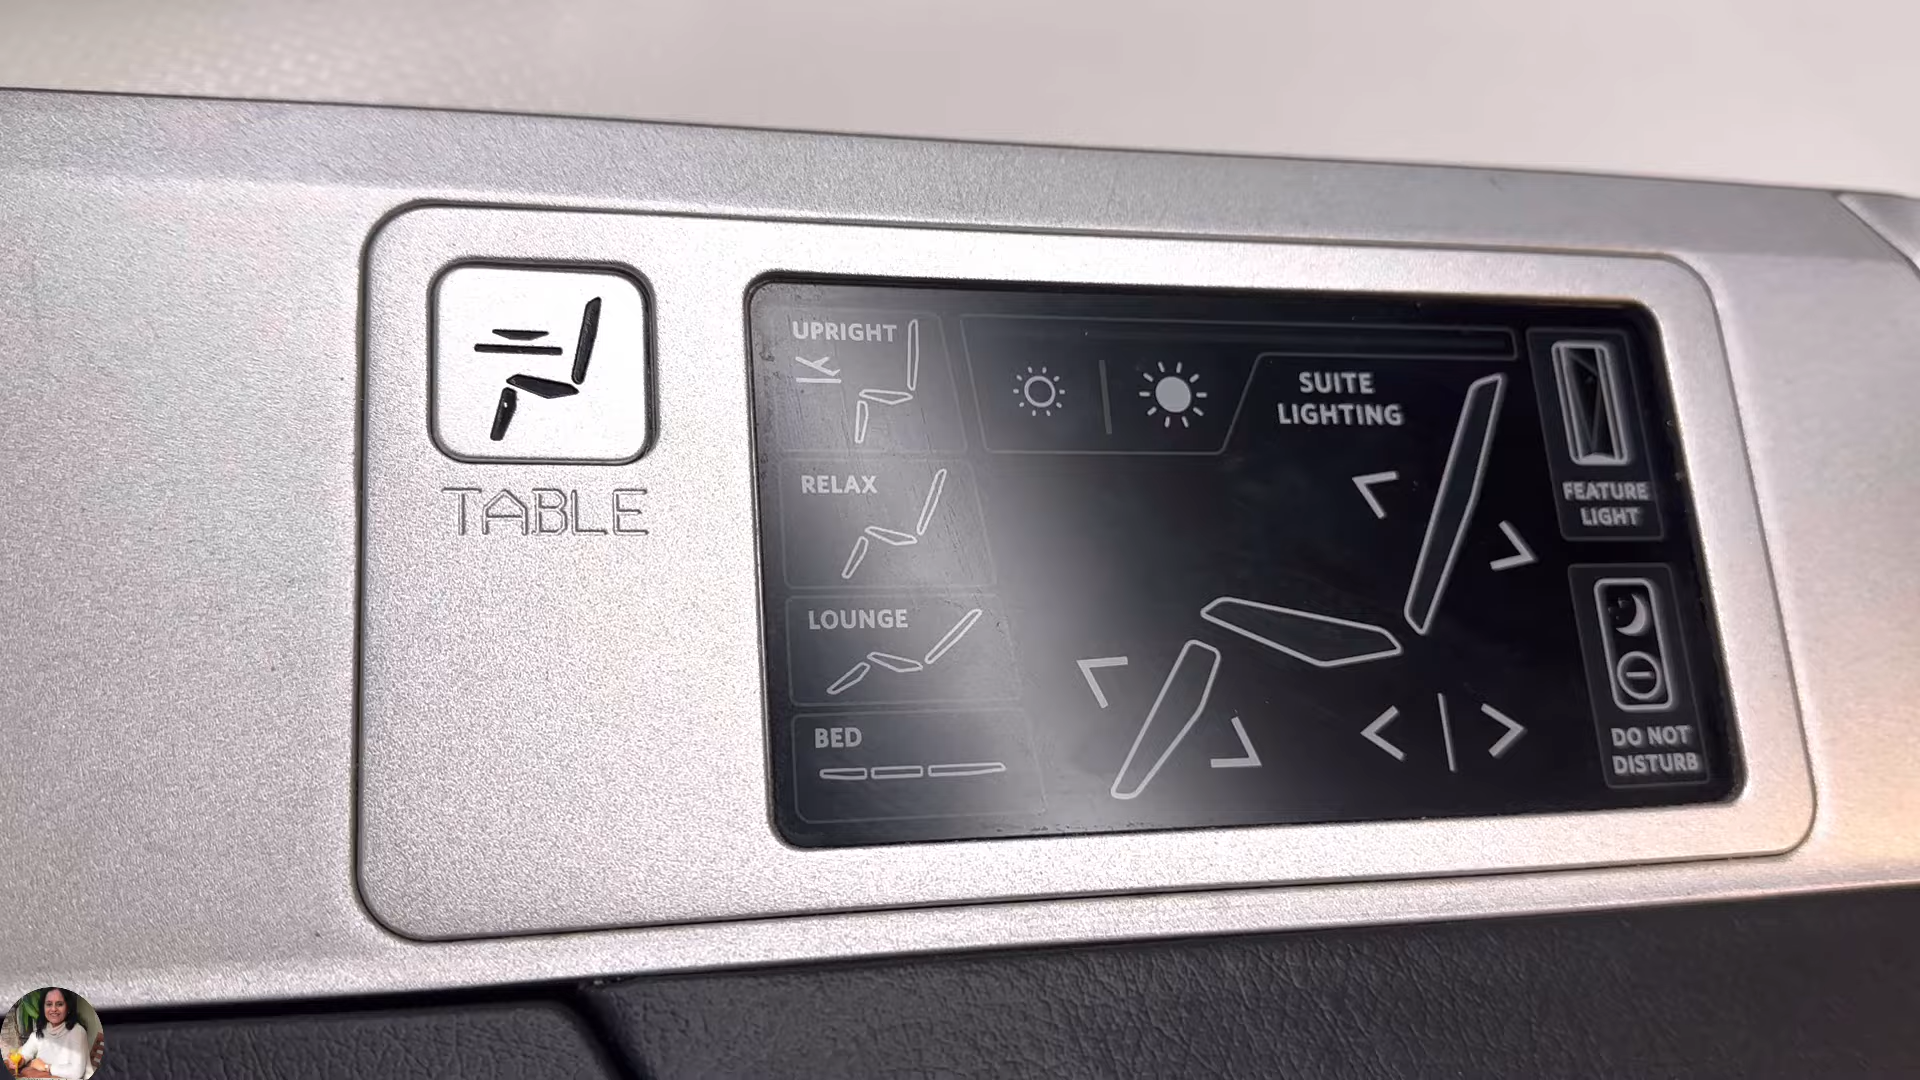 TABLE
UPRIGHT
RELAX
LOUNGE
BED
SUITE
LIGHTING
FEATURE
LIGHT
DO NOT
DISTURB